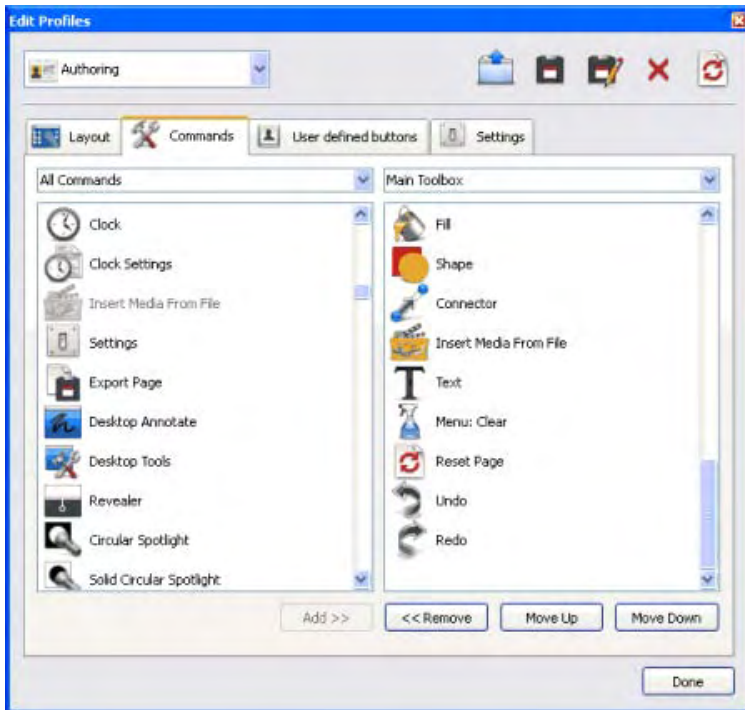 Edit Profiles
Authoring
Layout
Commands
User defined buttons
Settings
All Commands
Clock
Clock Settings
Insert Media From File
Settings
Export Page
Desktop Annotate
Desktop Tools
Revealer
Circular Spotlight
Solid Circular Spotlight
Main Toolbox
Fill
Shape
Connector
Insert Media From File
Text
Menu: Clear
Reset Page
Undo
Redo
Add >>
<< Remove
Move Up
Move Down
Done